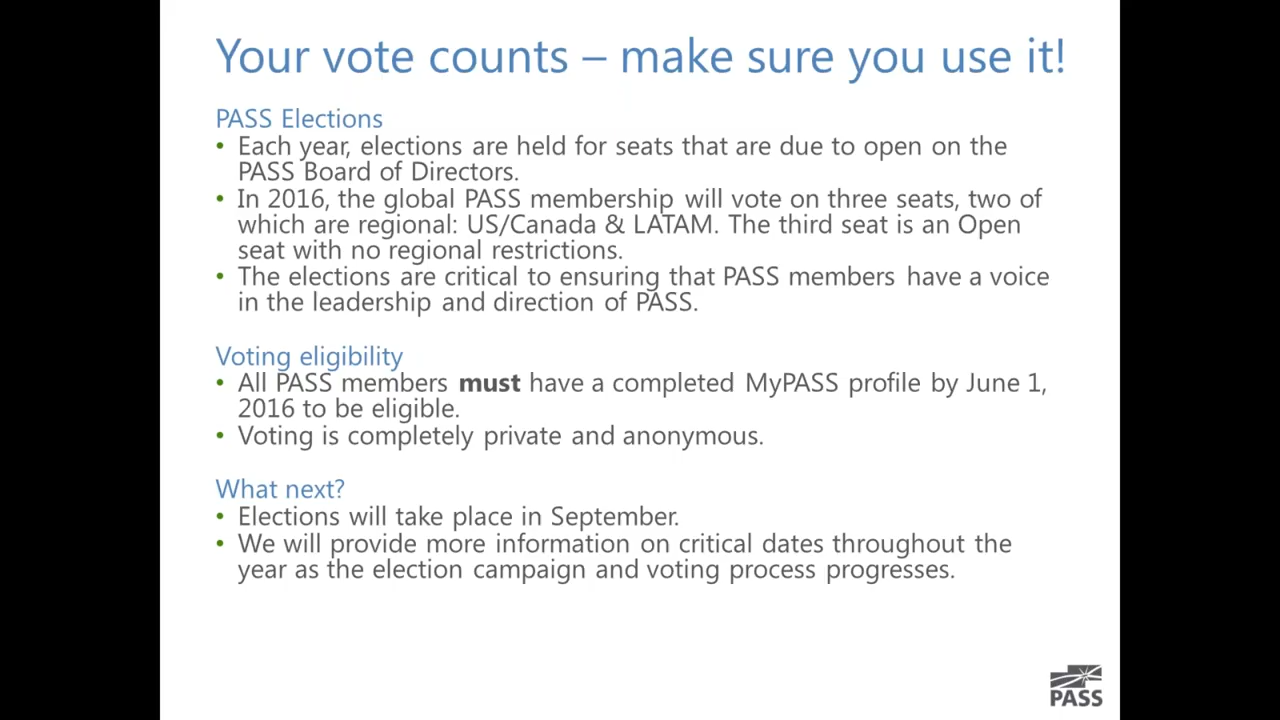 Your vote counts – make sure you use it!
PASS Elections
• Each year, elections are held for seats that are due to open on the
PASS Board of Directors.
• In 2016, the global PASS membership will vote on three seats, two of
which are regional: US/Canada & LATAM. The third seat is an Open
seat with no regional restrictions.
• The elections are critical to ensuring that PASS members have a voice
in the leadership and direction of PASS.
Voting eligibility
• All PASS members must have a completed MyPASS profile by June 1,
2016 to be eligible.
• Voting is completely private and anonymous.
What next?
• Elections will take place in September.
• We will provide more information on critical dates throughout the
year as the election campaign and voting process progresses.
PASS